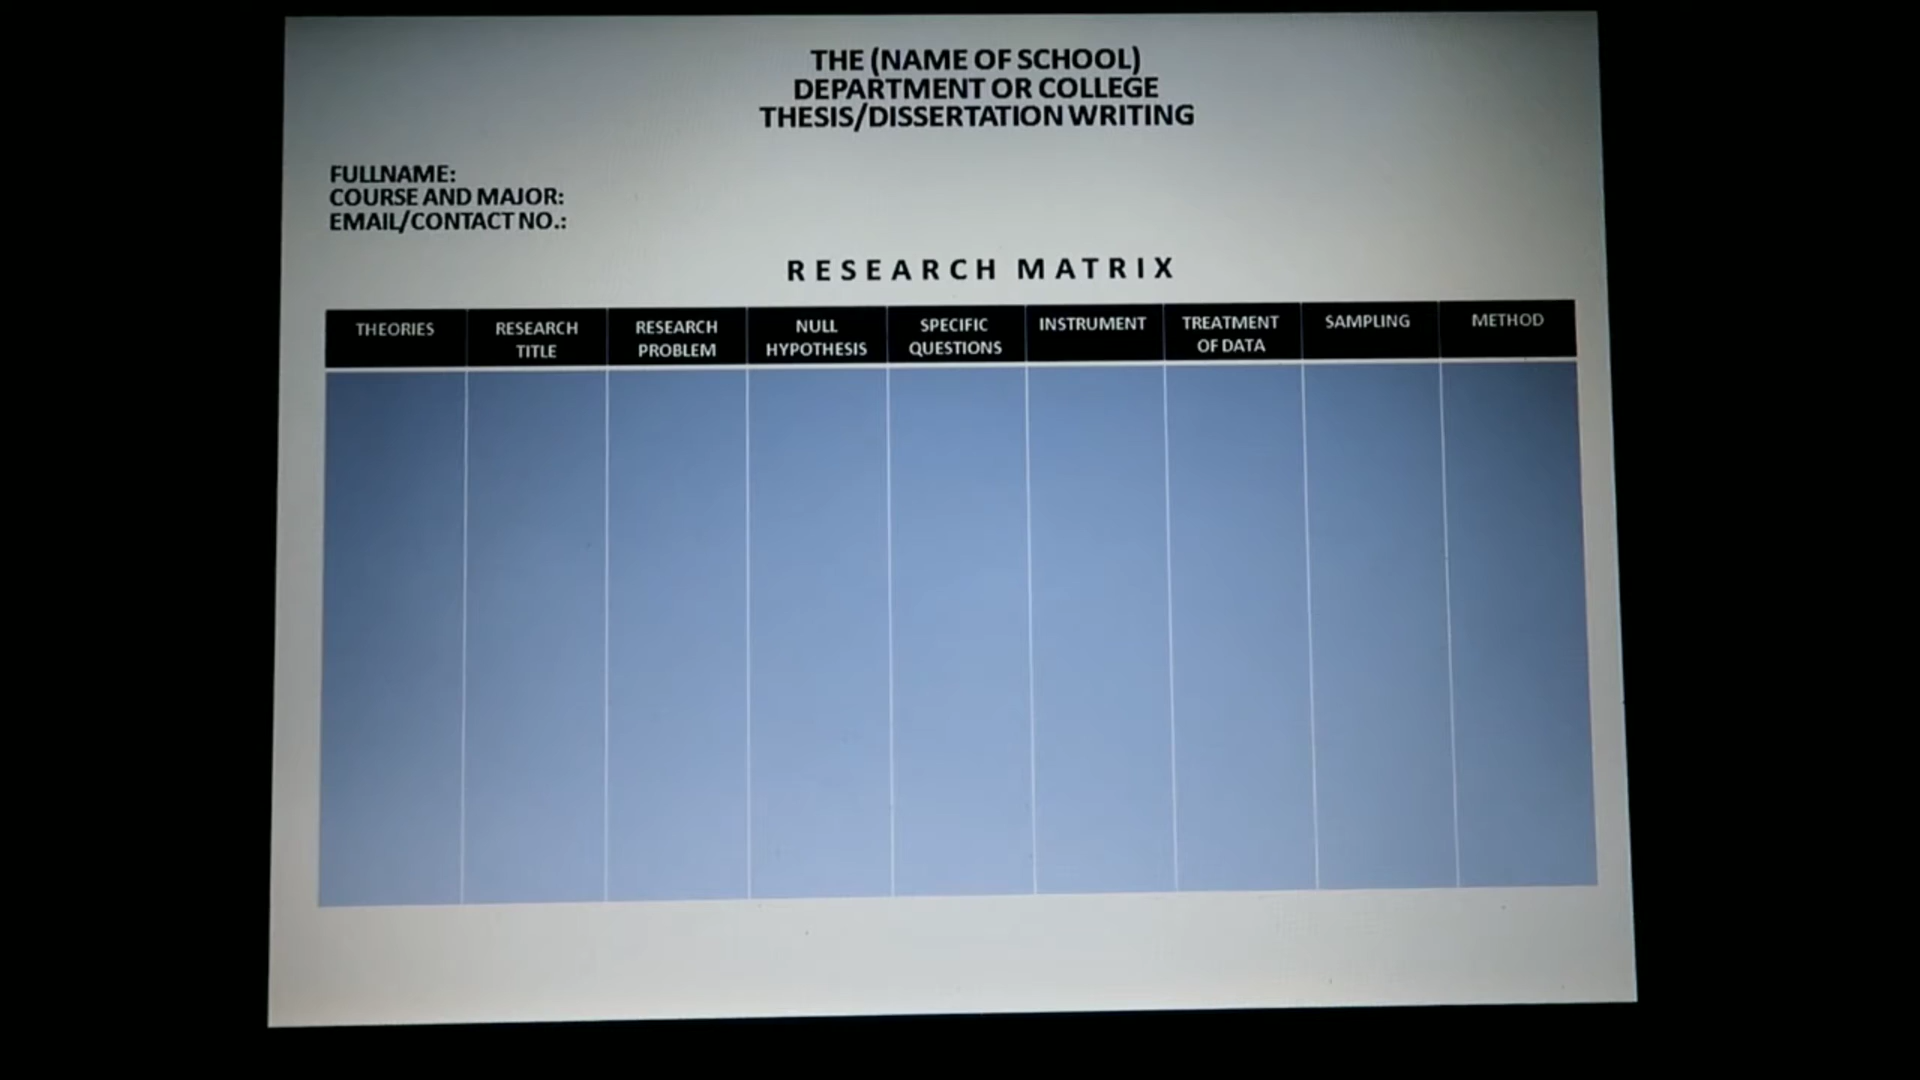 THE (NAME OF SCHOOL)
DEPARTMENT OR COLLEGE
THESIS/DISSERTATION WRITING
FULLNAME:
COURSE AND MAJOR:
EMAIL/CONTACT NO.:
RESEARCH MATRIX
THEORIES
RESEARCH
TITLE
RESEARCH
PROBLEM
NULL
HYPOTHESIS
SPECIFIC
QUESTIONS
INSTRUMENT
TREATMENT
OF DATA
SAMPLING
METHOD